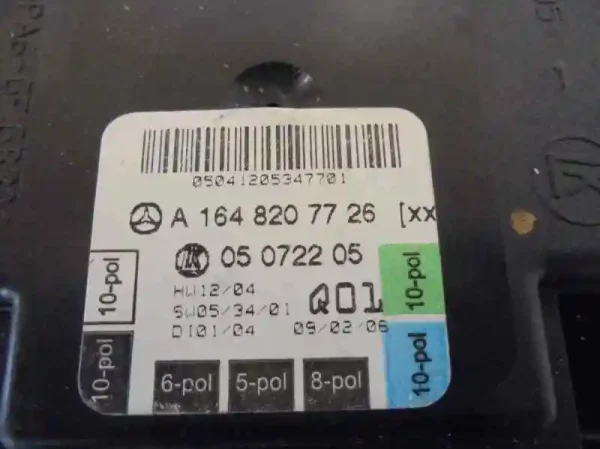 05041205347701
A 164 820 77 26 [xx
LK 05 0722 05
HW12/04
SW05/34/01
Q01
DI01/04 09/02/06
10-pol
10-pol
10-pol
10-pol
6-pol
5-pol
8-pol